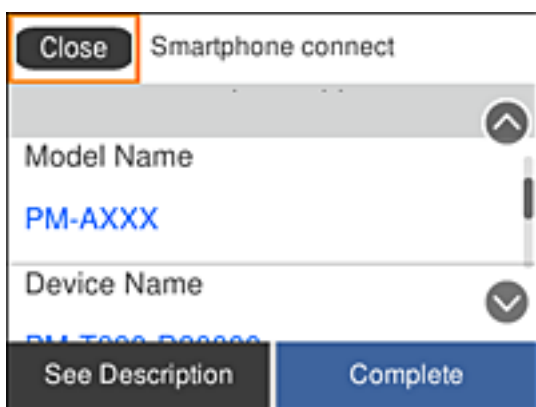 Close
Smartphone connect
Model Name
PM-AXXX
Device Name
See Description
Complete